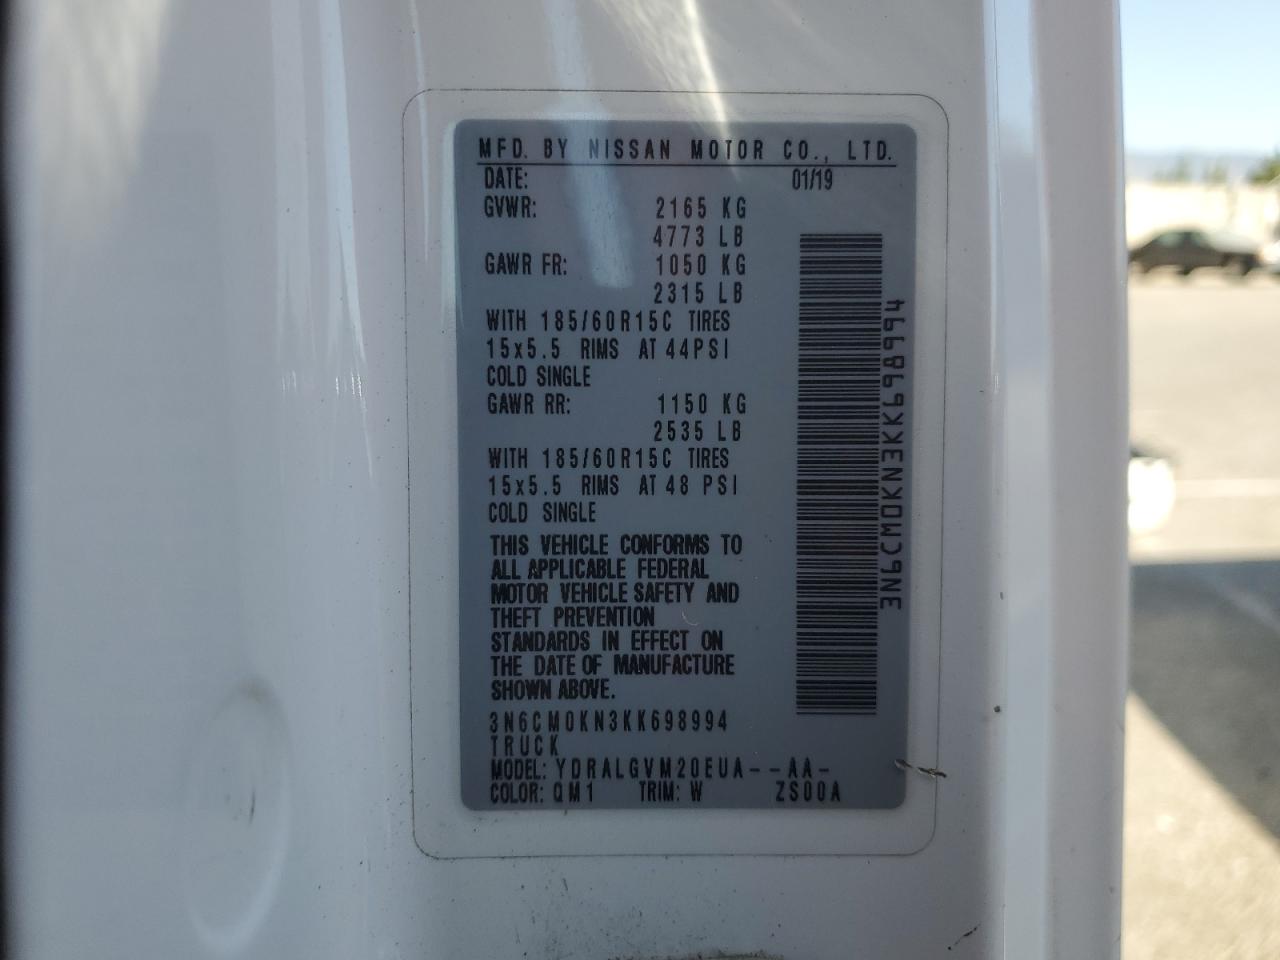 MFD. BY NISSAN MOTOR CO., LTD.
DATE: 01/19
GVWR: 2165 KG
4773 LB
GAWR FR: 1050 KG
2315 LB
WITH 185/60R15C TIRES
15x5.5 RIMS AT 44PSI
COLD SINGLE
GAWR RR: 1150 KG
2535 LB
WITH 185/60R15C TIRES
15x5.5 RIMS AT 48 PSI
COLD SINGLE
THIS VEHICLE CONFORMS TO
ALL APPLICABLE FEDERAL
MOTOR VEHICLE SAFETY AND
THEFT PREVENTION
STANDARDS IN EFFECT ON
THE DATE OF MANUFACTURE
SHOWN ABOVE.
3N6CM0KN3KK698994
TRUCK
MODEL: YDRALGVM20EUA--AA-
COLOR: QM1 TRIM: W ZS00A
3N6CM0KN3KK698994